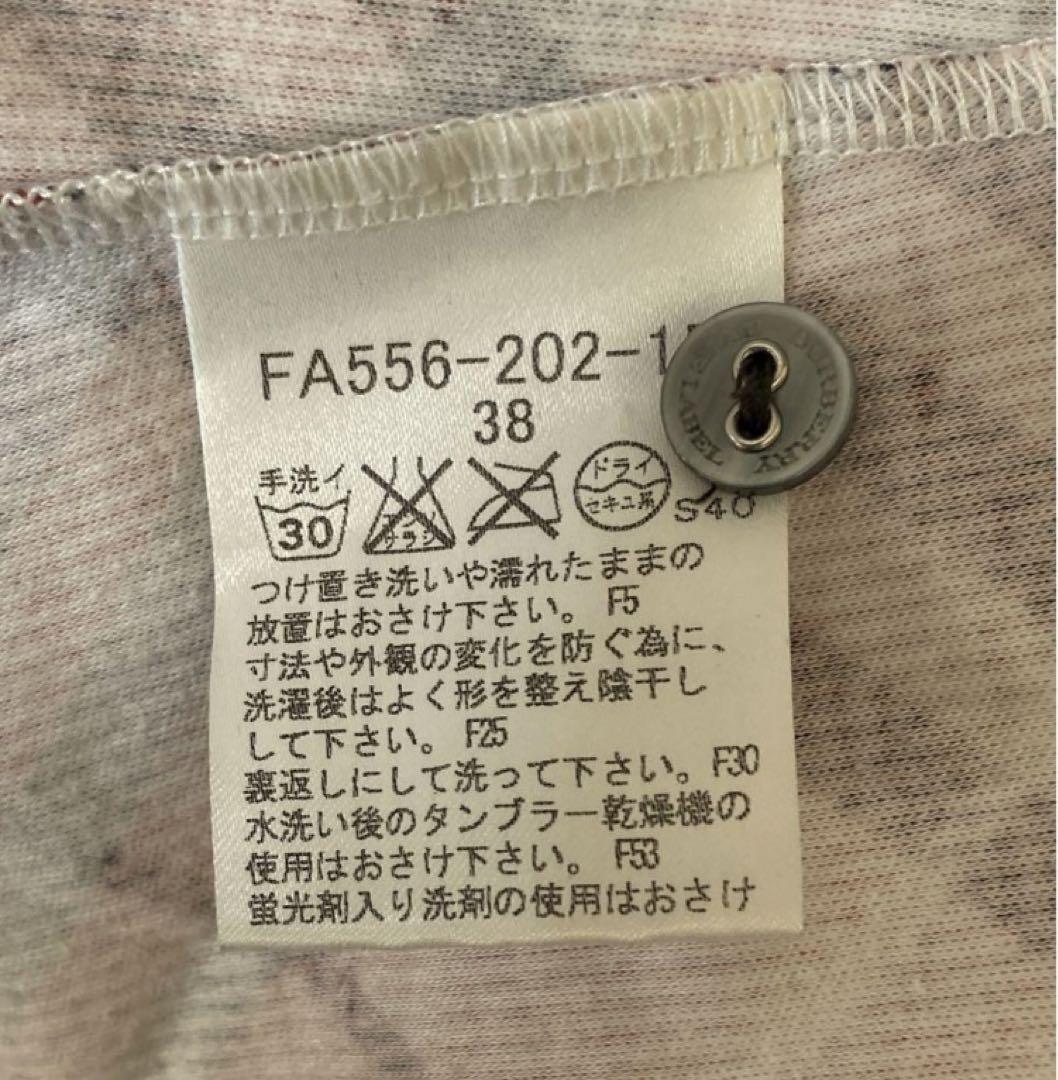 FA556-202-1
38
手洗イ
30
エンソ
サラシ
ドライ
セキユ系
S40
つけ置き洗いや濡れたままの
放置はおさけ下さい。 F5
寸法や外観の変化を防ぐ為に、
洗濯後はよく形を整え陰干し
して下さい。 F25
裏返しにして洗って下さい。F30
水洗い後のタンブラー乾燥機の
使用はおさけ下さい。 F53
蛍光剤入り洗剤の使用はおさけ
BURBERRY
LABEL